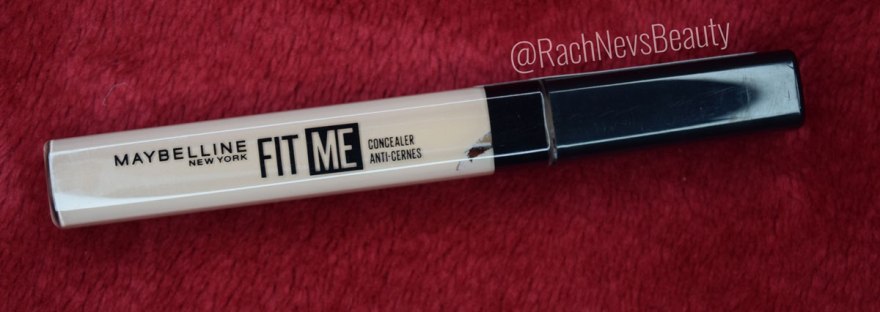 @RachNevsBeauty
MAYBELLINE
NEW YORK
FIT ME
CONCEALER
ANTI-CERNES